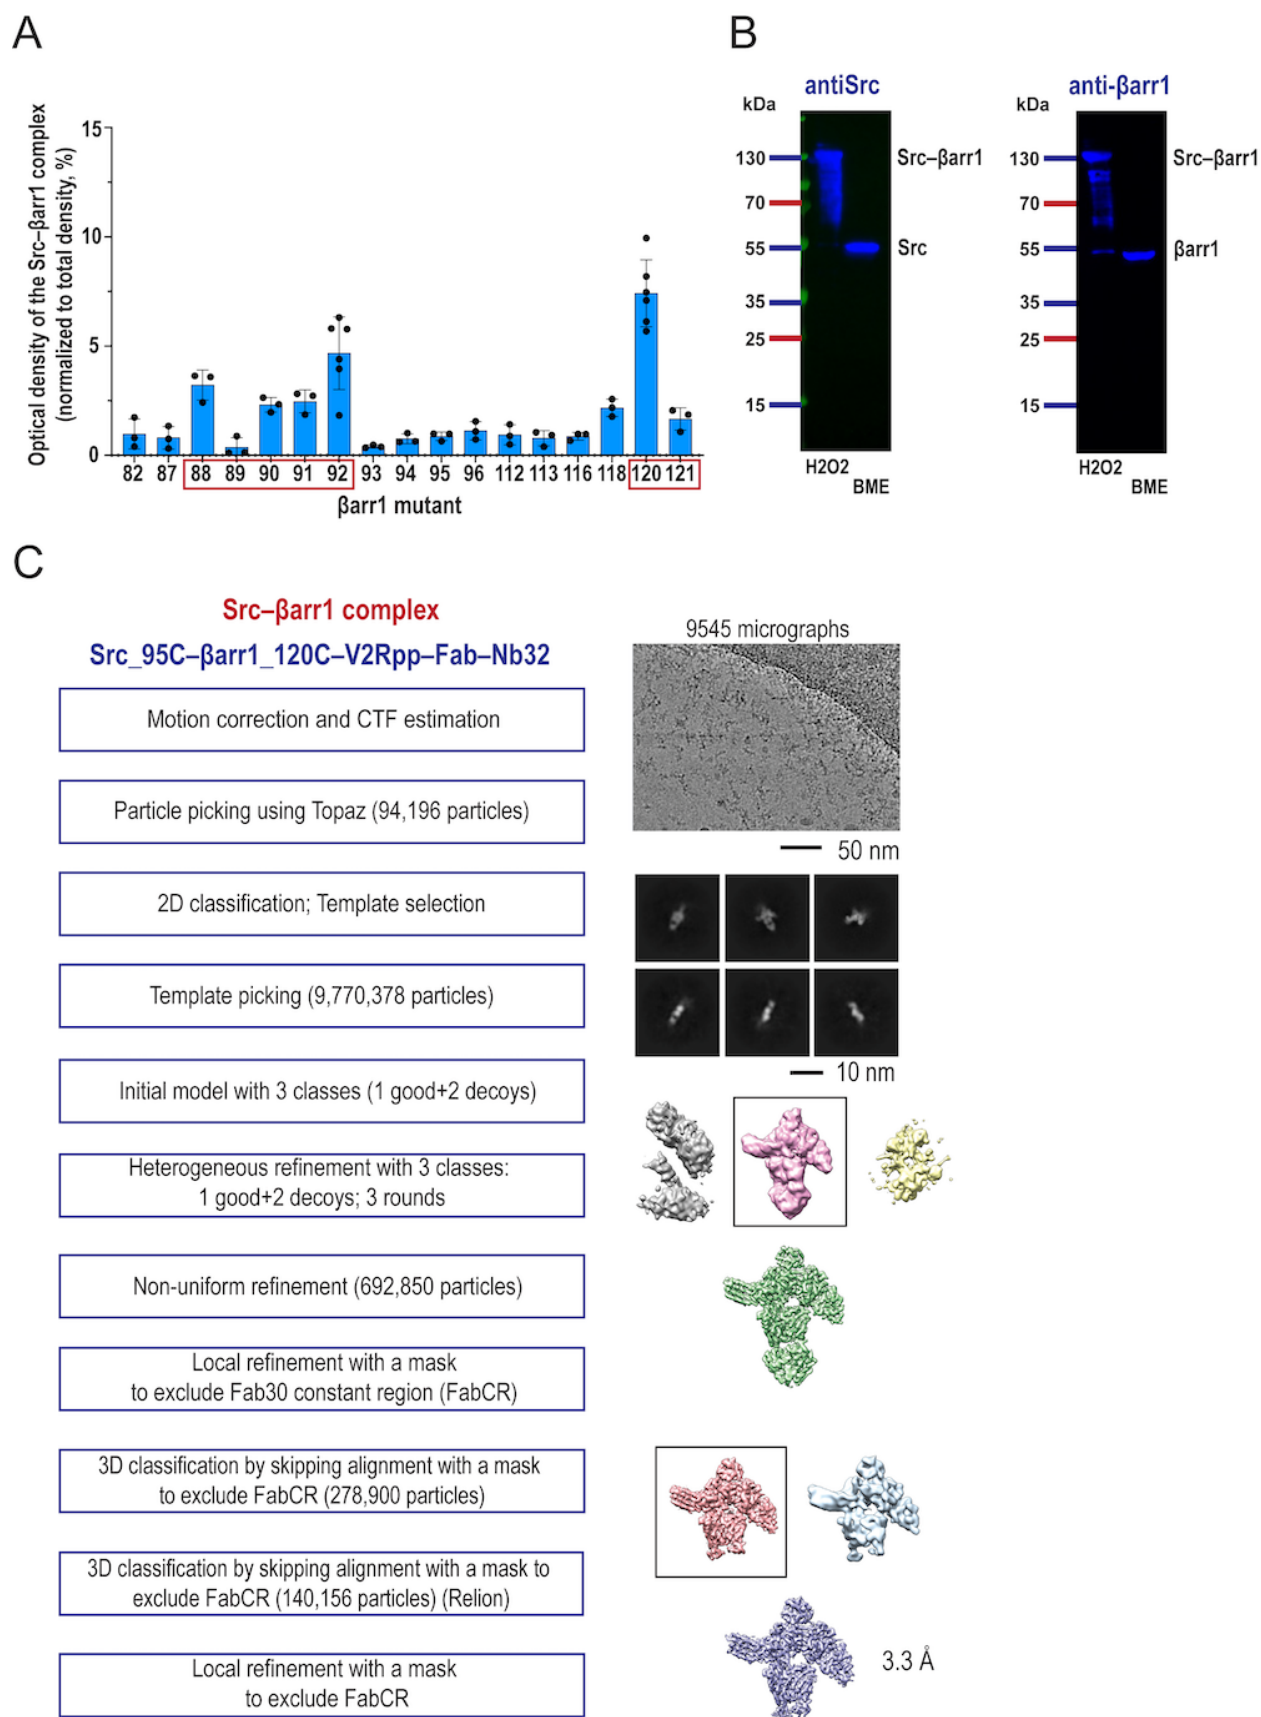 A
Optical density of the Src–βarr1 complex
(normalized to total density, %)
15
10
5
0
82 87 88 89 90 91 92 93 94 95 96 112 113 116 118 120 121
βarr1 mutant
B
antiSrc
kDa
130
70
55
35
25
15
Src–βarr1
Src
H2O2
BME
anti-βarr1
kDa
130
70
55
35
25
15
Src–βarr1
βarr1
H2O2
BME
C
Src–βarr1 complex
Src_95C–βarr1_120C–V2Rpp–Fab–Nb32
9545 micrographs
Motion correction and CTF estimation
Particle picking using Topaz (94,196 particles)
50 nm
2D classification; Template selection
Template picking (9,770,378 particles)
10 nm
Initial model with 3 classes (1 good+2 decoys)
Heterogeneous refinement with 3 classes:
1 good+2 decoys; 3 rounds
Non-uniform refinement (692,850 particles)
Local refinement with a mask
to exclude Fab30 constant region (FabCR)
3D classification by skipping alignment with a mask
to exclude FabCR (278,900 particles)
3D classification by skipping alignment with a mask to
exclude FabCR (140,156 particles) (Relion)
Local refinement with a mask
to exclude FabCR
3.3 Å